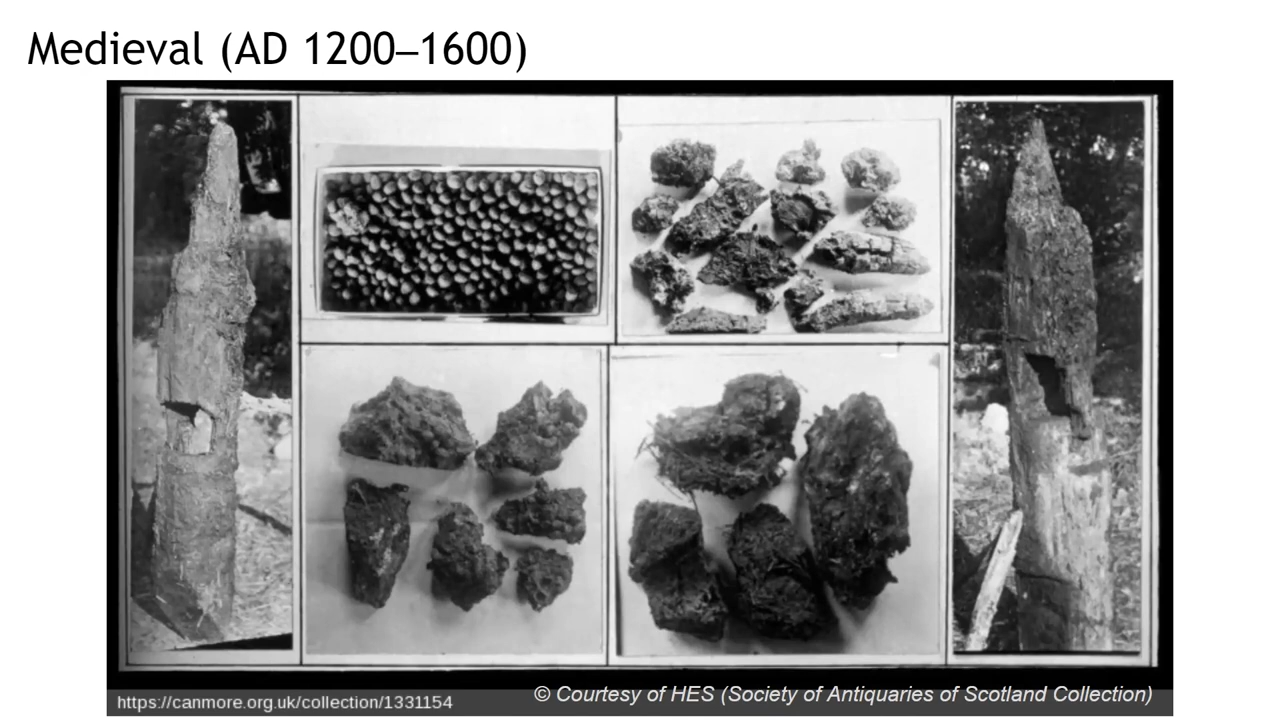 Medieval (AD 1200–1600)
https://canmore.org.uk/collection/1331154
© Courtesy of HES (Society of Antiquaries of Scotland Collection)